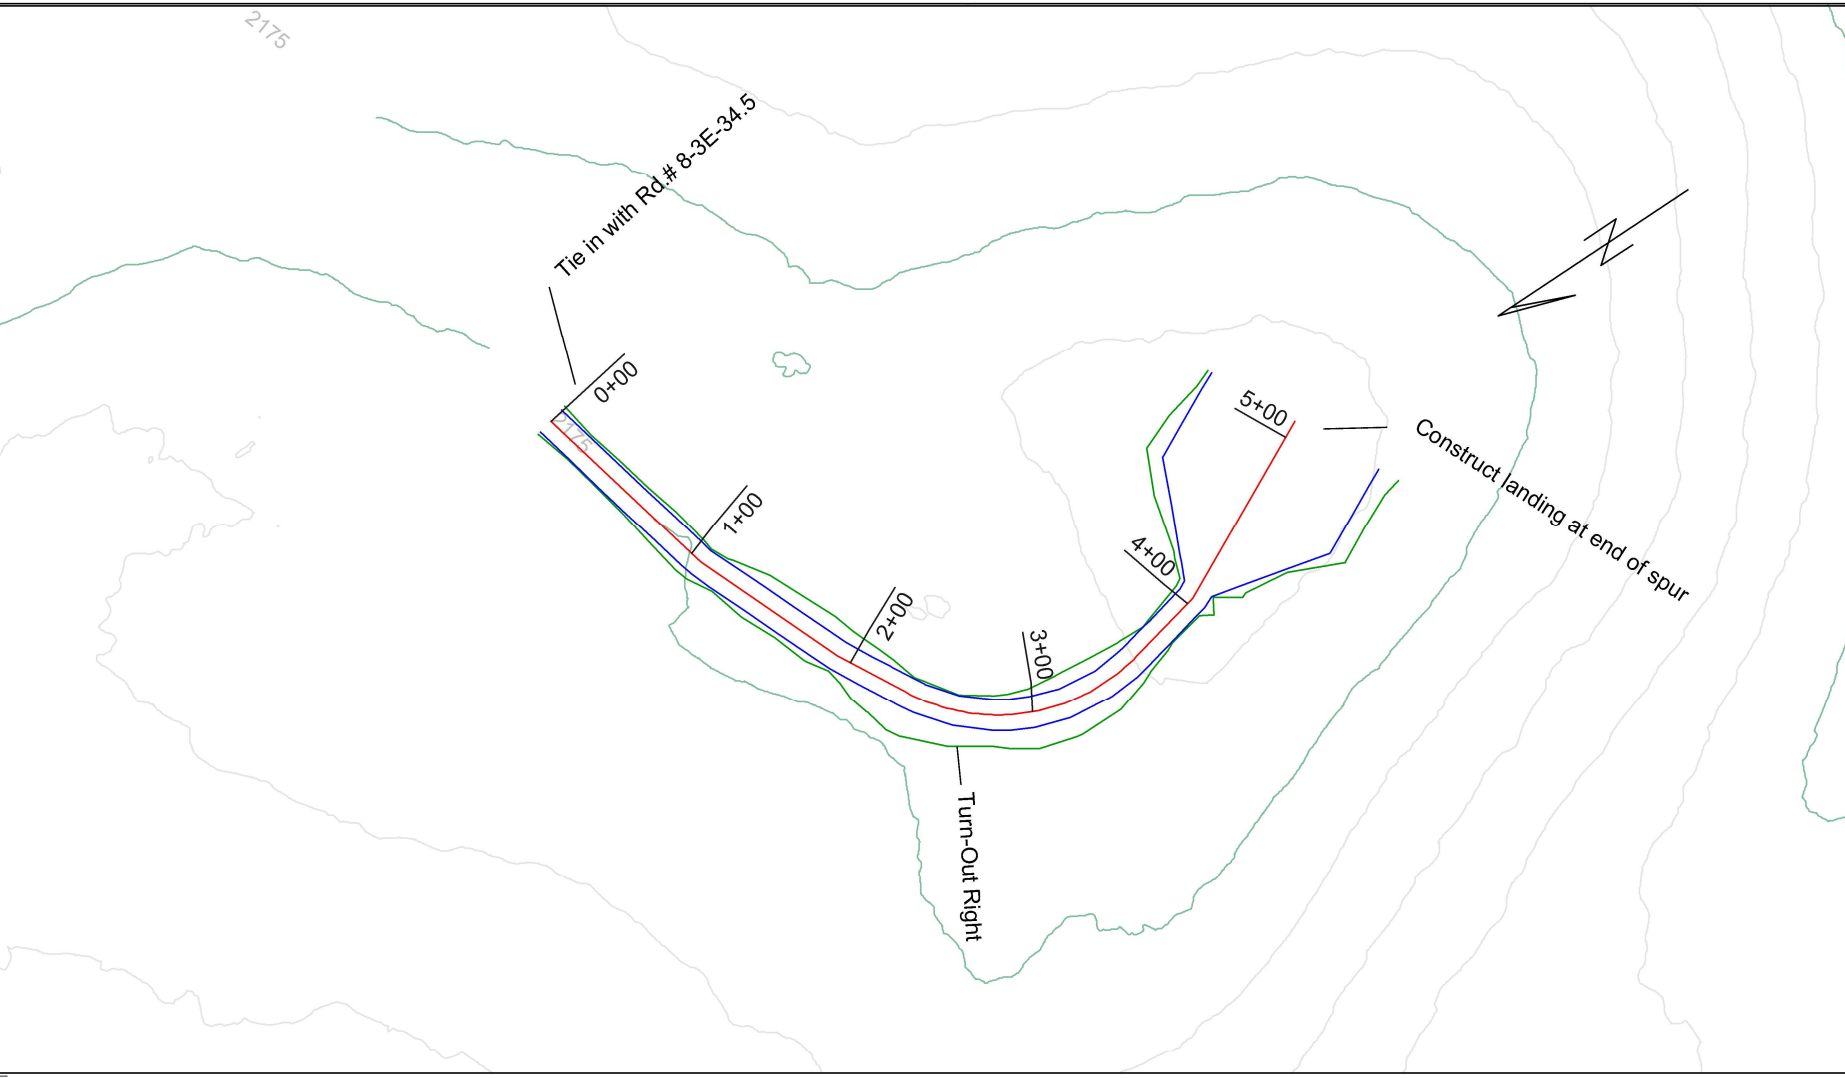 2175
Tie in with Rd.# 8-3E-34.5
0+00
2175
1+00
2+00
3+00
4+00
5+00
Construct landing at end of spur
Turn-Out Right
N